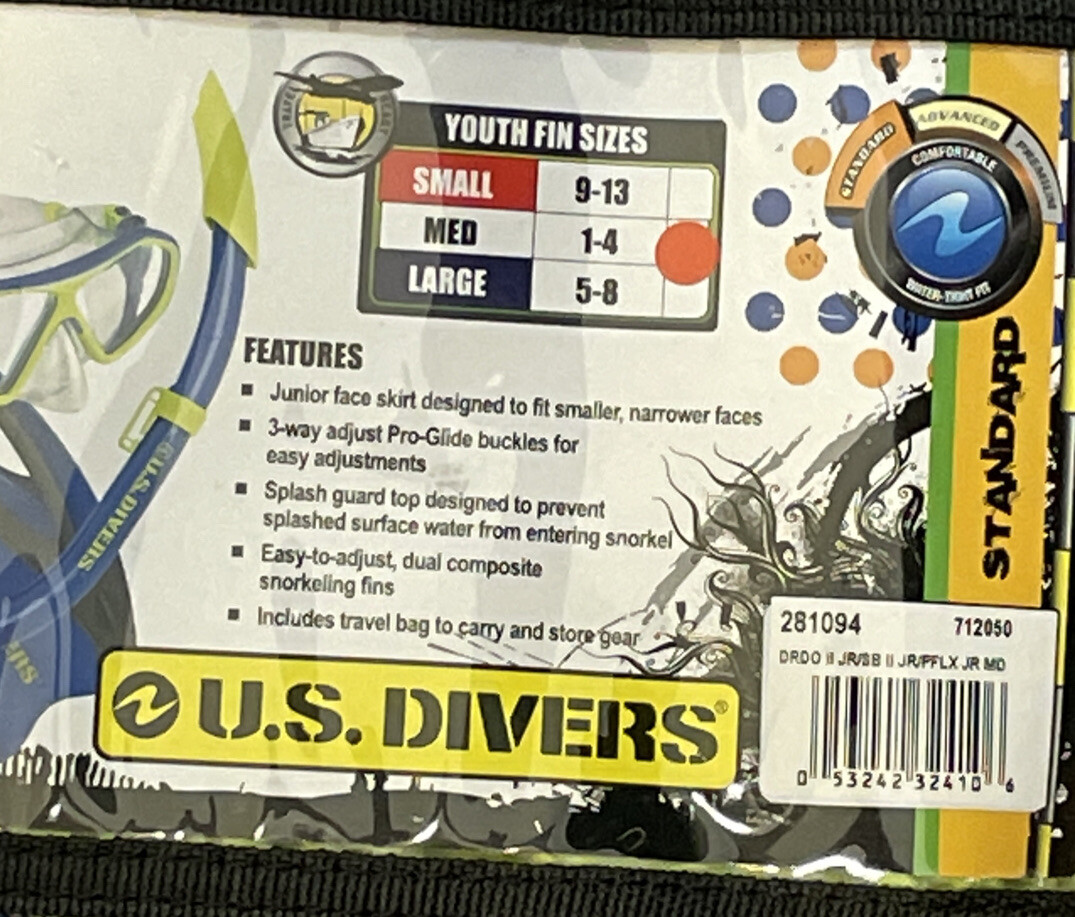 TRAVEL READY
YOUTH FIN SIZES
SMALL 9-13
MED 1-4
LARGE 5-8
STANDARD
ADVANCED
PREMIUM
COMFORTABLE
WATER-TIGHT FIT
FEATURES
▪ Junior face skirt designed to fit smaller, narrower faces
▪ 3-way adjust Pro-Glide buckles for
easy adjustments
▪ Splash guard top designed to prevent
splashed surface water from entering snorkel
▪ Easy-to-adjust, dual composite
snorkeling fins
▪ Includes travel bag to carry and store gear
U.S. DIVERS
U.S. DIVERS®
STANDARD
281094 712050
DRDO II JR/SB II JR/PFLX JR MD
0 53242 32410 6